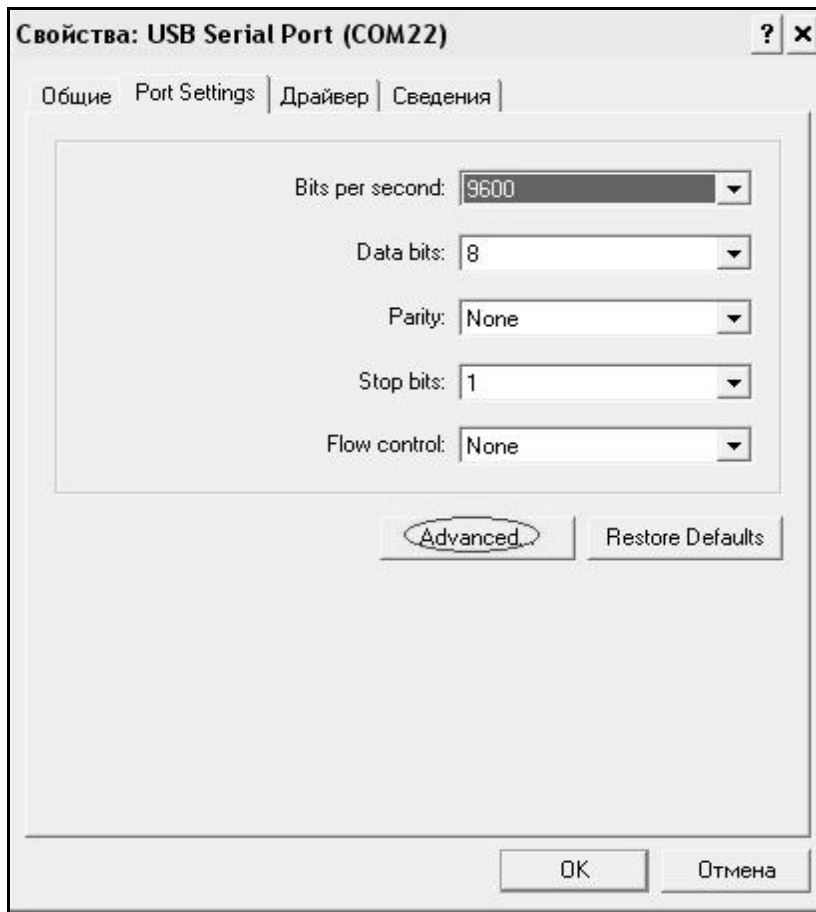 Свойства: USB Serial Port (COM22)
? ×
Общие Port Settings Драйвер Сведения
Bits per second: 9600
Data bits: 8
Parity: None
Stop bits: 1
Flow control: None
Advanced... Restore Defaults
OK Отмена